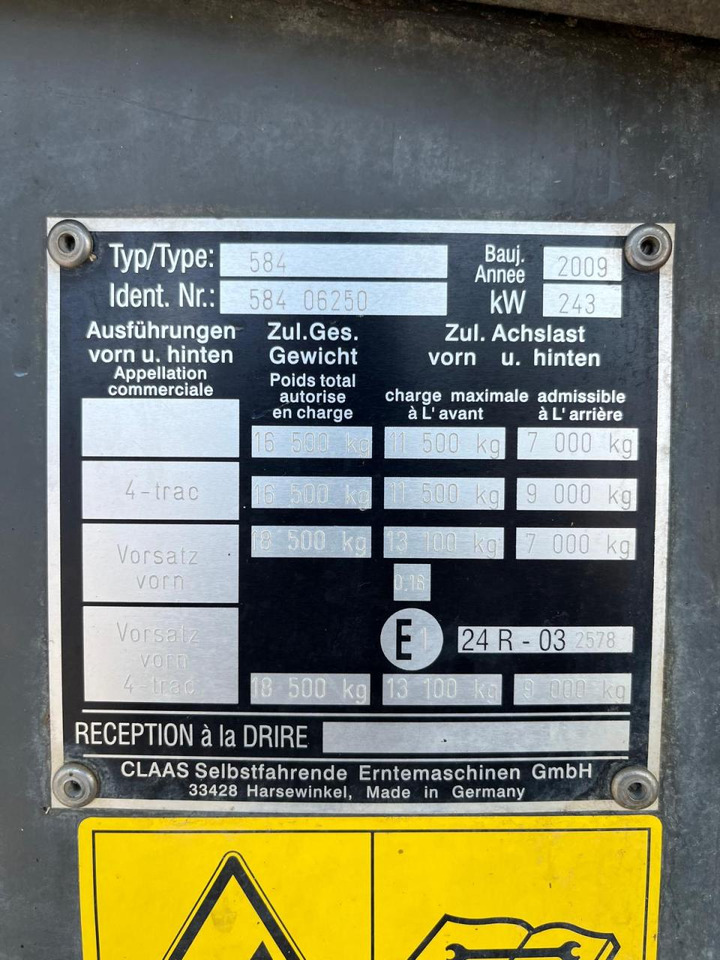 Typ/Type: 584 Bauj. Annee 2009
Ident. Nr.: 584 06250 kW 243
Ausführungen vorn u. hinten Zul.Ges. Gewicht Zul. Achslast vorn u. hinten
Appellation commerciale Poids total autorise en charge charge maximale admissible à L'avant à L'arrière
16 500 kg 11 500 kg 7 000 kg
4-trac 16 500 kg 11 500 kg 9 000 kg
Vorsatz vorn 18 500 kg 13 100 kg 7 000 kg
0,16
E1 24 R - 03 2578
Vorsatz vorn 4-trac 18 500 kg 13 100 kg 9 000 kg
RECEPTION à la DRIRE
CLAAS Selbstfahrende Erntemaschinen GmbH
33428 Harsewinkel, Made in Germany